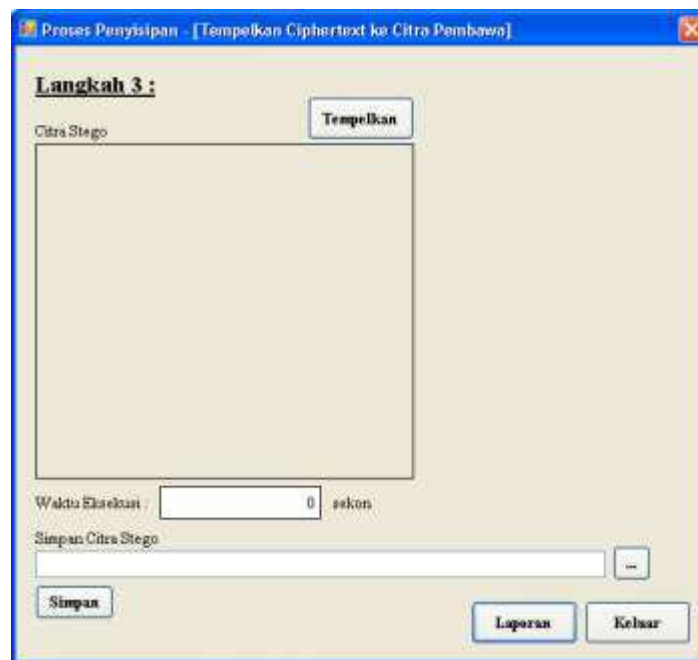 Proses Penyisipan - [Tempelkan Ciphertext ke Citra Pembawa]
Langkah 3 :
Tempelkan
Citra Stego
Waktu Eksekusi : 0 sekon
Simpan Citra Stego
...
Simpan
Laporan Keluar